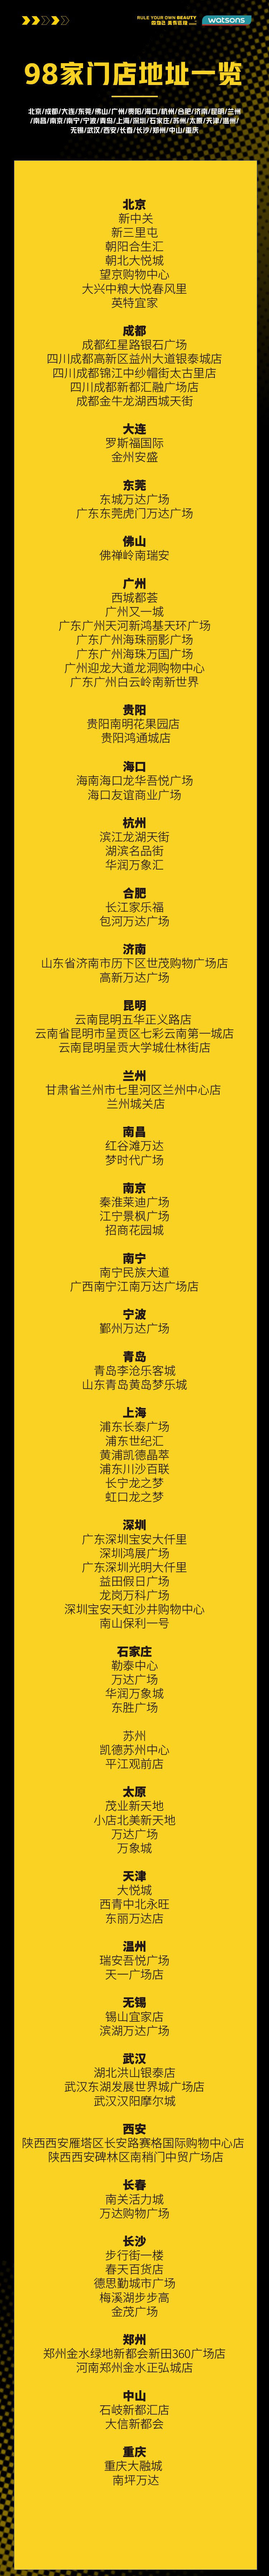 RULE YOUR OWN BEAUTY
做自己 美有道理
watsons
98家门店地址一览
北京/成都/大连/东莞/佛山/广州/贵阳/海口/杭州/合肥/济南/昆明/兰州
/南昌/南京/南宁/宁波/青岛/上海/深圳/石家庄/苏州/太原/天津/温州/
无锡/武汉/西安/长春/长沙/郑州/中山/重庆
北京
新中关
新三里屯
朝阳合生汇
朝北大悦城
望京购物中心
大兴中粮大悦春风里
英特宜家
成都
成都红星路银石广场
四川成都高新区益州大道银泰城店
四川成都锦江中纱帽街太古里店
四川成都新都汇融广场店
成都金牛龙湖西城天街
大连
罗斯福国际
金州安盛
东莞
东城万达广场
广东东莞虎门万达广场
佛山
佛禅岭南瑞安
广州
西城都荟
广州又一城
广东广州天河新鸿基天环广场
广东广州海珠丽影广场
广东广州海珠万国广场
广州迎龙大道龙洞购物中心
广东广州白云岭南新世界
贵阳
贵阳南明花果园店
贵阳鸿通城店
海口
海南海口龙华吾悦广场
海口友谊商业广场
杭州
滨江龙湖天街
湖滨名品街
华润万象汇
合肥
长江家乐福
包河万达广场
济南
山东省济南市历下区世茂购物广场店
高新万达广场
昆明
云南昆明五华正义路店
云南省昆明市呈贡区七彩云南第一城店
云南昆明呈贡大学城仕林街店
兰州
甘肃省兰州市七里河区兰州中心店
兰州城关店
南昌
红谷滩万达
梦时代广场
南京
秦淮莱迪广场
江宁景枫广场
招商花园城
南宁
南宁民族大道
广西南宁江南万达广场店
宁波
鄞州万达广场
青岛
青岛李沧乐客城
山东青岛黄岛梦乐城
上海
浦东长泰广场
浦东世纪汇
黄浦凯德晶萃
浦东川沙百联
长宁龙之梦
虹口龙之梦
深圳
广东深圳宝安大仟里
深圳鸿展广场
广东深圳光明大仟里
益田假日广场
龙岗万科广场
深圳宝安天虹沙井购物中心
南山保利一号
石家庄
勒泰中心
万达广场
华润万象城
东胜广场
苏州
凯德苏州中心
平江观前店
太原
茂业新天地
小店北美新天地
万达广场
万象城
天津
大悦城
西青中北永旺
东丽万达店
温州
瑞安吾悦广场
天一广场店
无锡
锡山宜家店
滨湖万达广场
武汉
湖北洪山银泰店
武汉东湖发展世界城广场店
武汉汉阳摩尔城
西安
陕西西安雁塔区长安路赛格国际购物中心店
陕西西安碑林区南稍门中贸广场店
长春
南关活力城
万达购物广场
长沙
步行街一楼
春天百货店
德思勤城市广场
梅溪湖步步高
金茂广场
郑州
郑州金水绿地新都会新田360广场店
河南郑州金水正弘城店
中山
石岐新都汇店
大信新都会
重庆
重庆大融城
南坪万达